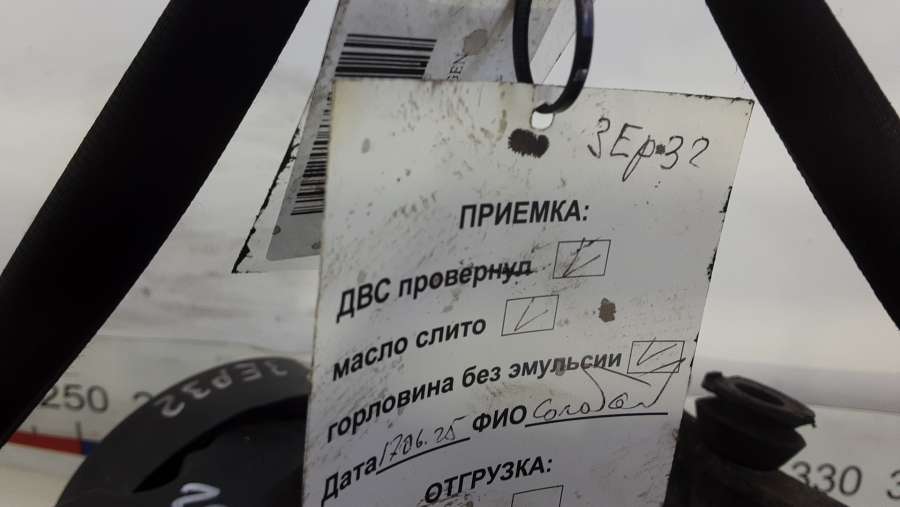 3Ep32
ПРИЕМКА:
ДВС провернул
масло слито
горловина без эмульсии
Дата 17.06.25 ФИО
ОТГРУЗКА:
3EP32
250
330